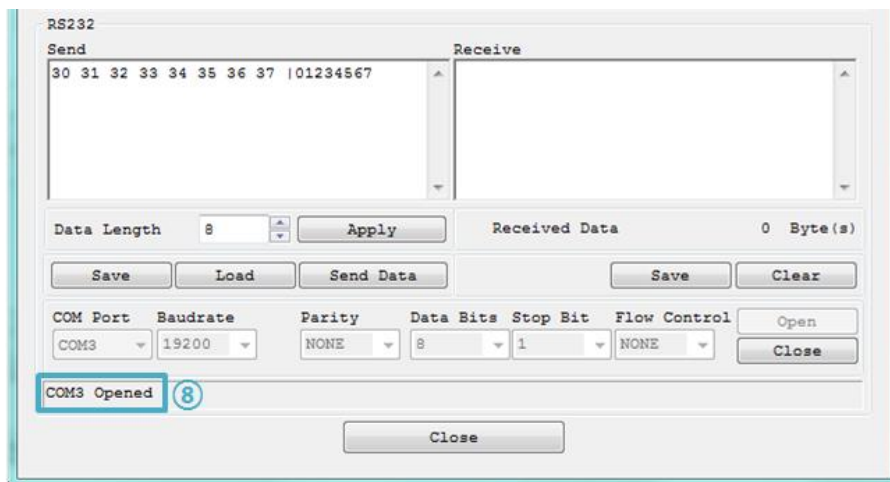 RS232
Send Receive
30 31 32 33 34 35 36 37 |01234567
Data Length 8 Apply Received Data 0 Byte(s)
Save Load Send Data Save Clear
COM Port Baudrate Parity Data Bits Stop Bit Flow Control Open
COM3 19200 NONE 8 1 NONE Close
COM3 Opened ⑧
Close